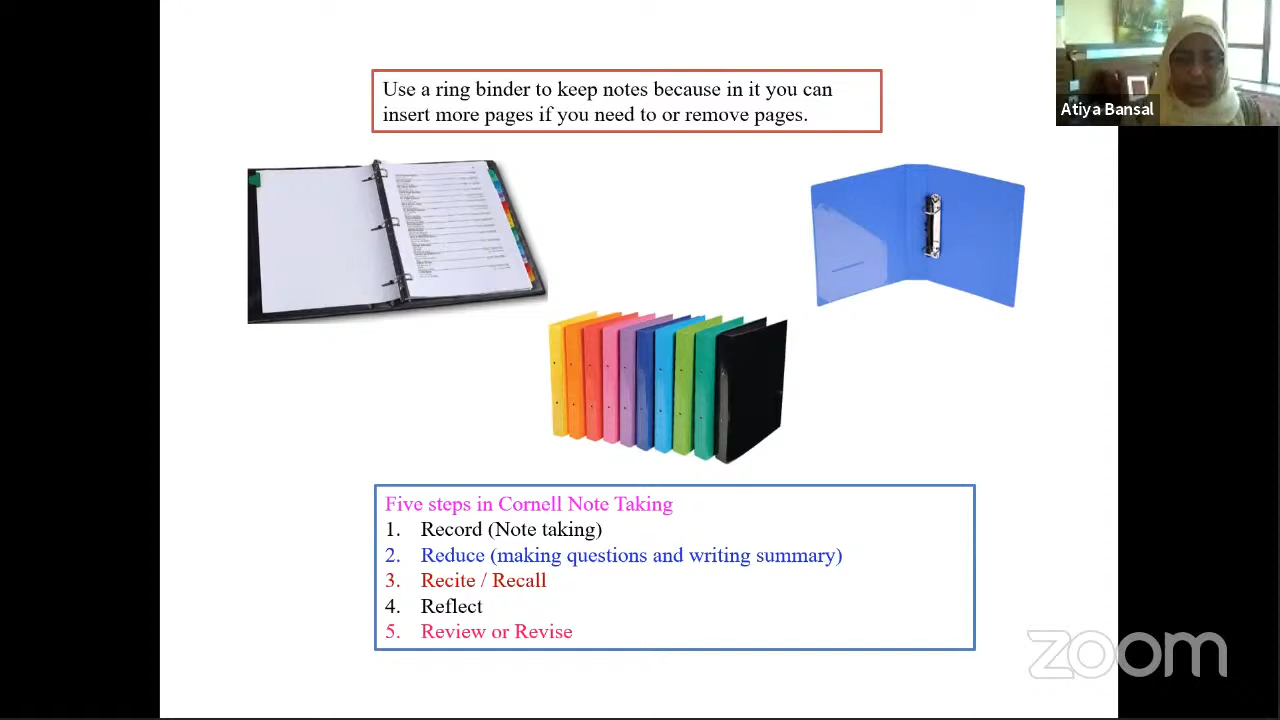 Use a ring binder to keep notes because in it you can
insert more pages if you need to or remove pages.
Atiya Bansal
Five steps in Cornell Note Taking
1. Record (Note taking)
2. Reduce (making questions and writing summary)
3. Recite / Recall
4. Reflect
5. Review or Revise
zoom